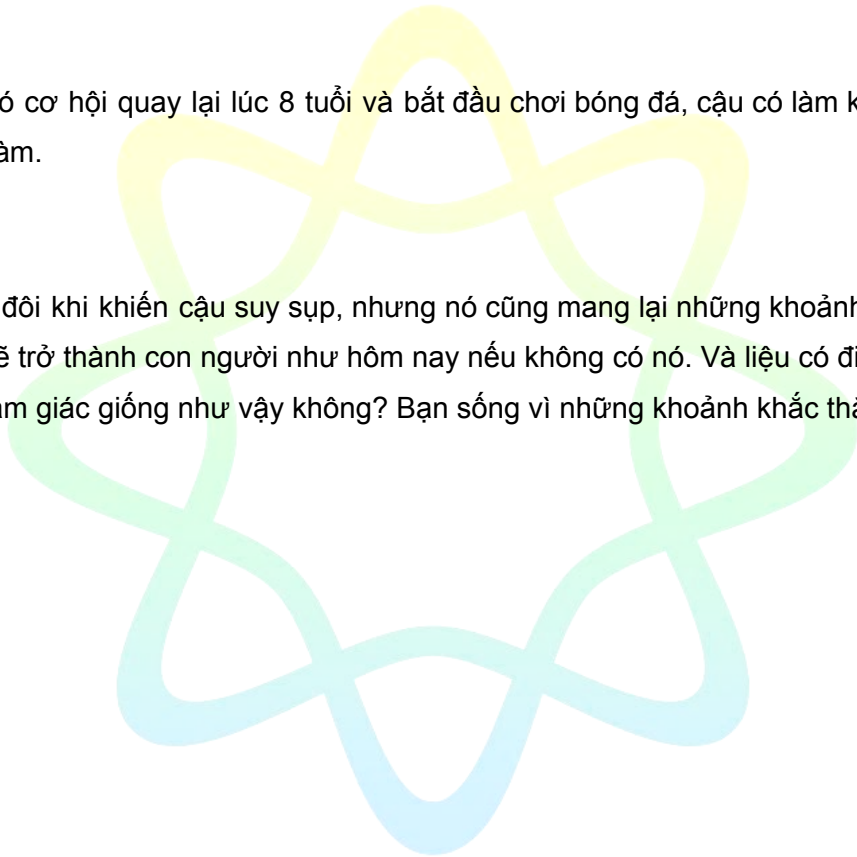 ó cơ hội quay lại lúc 8 tuổi và bắt đầu chơi bóng đá, cậu có làm k
àm.
đôi khi khiến cậu suy sụp, nhưng nó cũng mang lại những khoảnh
ẽ trở thành con người như hôm nay nếu không có nó. Và liệu có đi
ảm giác giống như vậy không? Bạn sống vì những khoảnh khắc thà